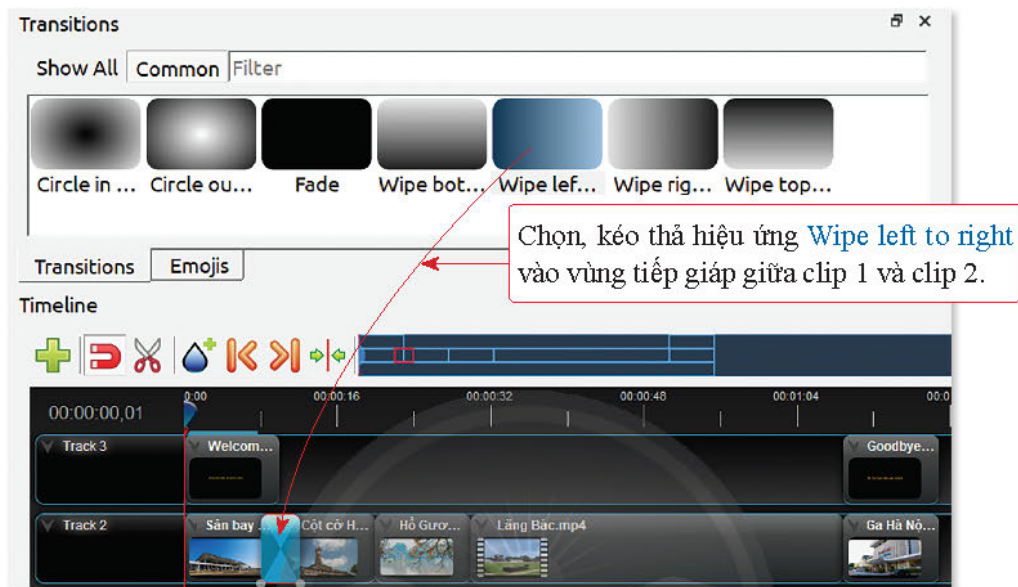 Transitions
Show All Common Filter
Circle in ... Circle ou... Fade Wipe bot... Wipe lef... Wipe rig... Wipe top...
Chọn, kéo thả hiệu ứng Wipe left to right
vào vùng tiếp giáp giữa clip 1 và clip 2.
Transitions Emojis
Timeline
00:00:00,01 0:00 00:00:16 00:00:32 00:00:48 00:01:04 00:0
Track 3 Welcom... Goodbye...
Track 2 Sân bay ... Cột cờ H... Hồ Gươ... Lăng Bác.mp4 Ga Hà Nộ...